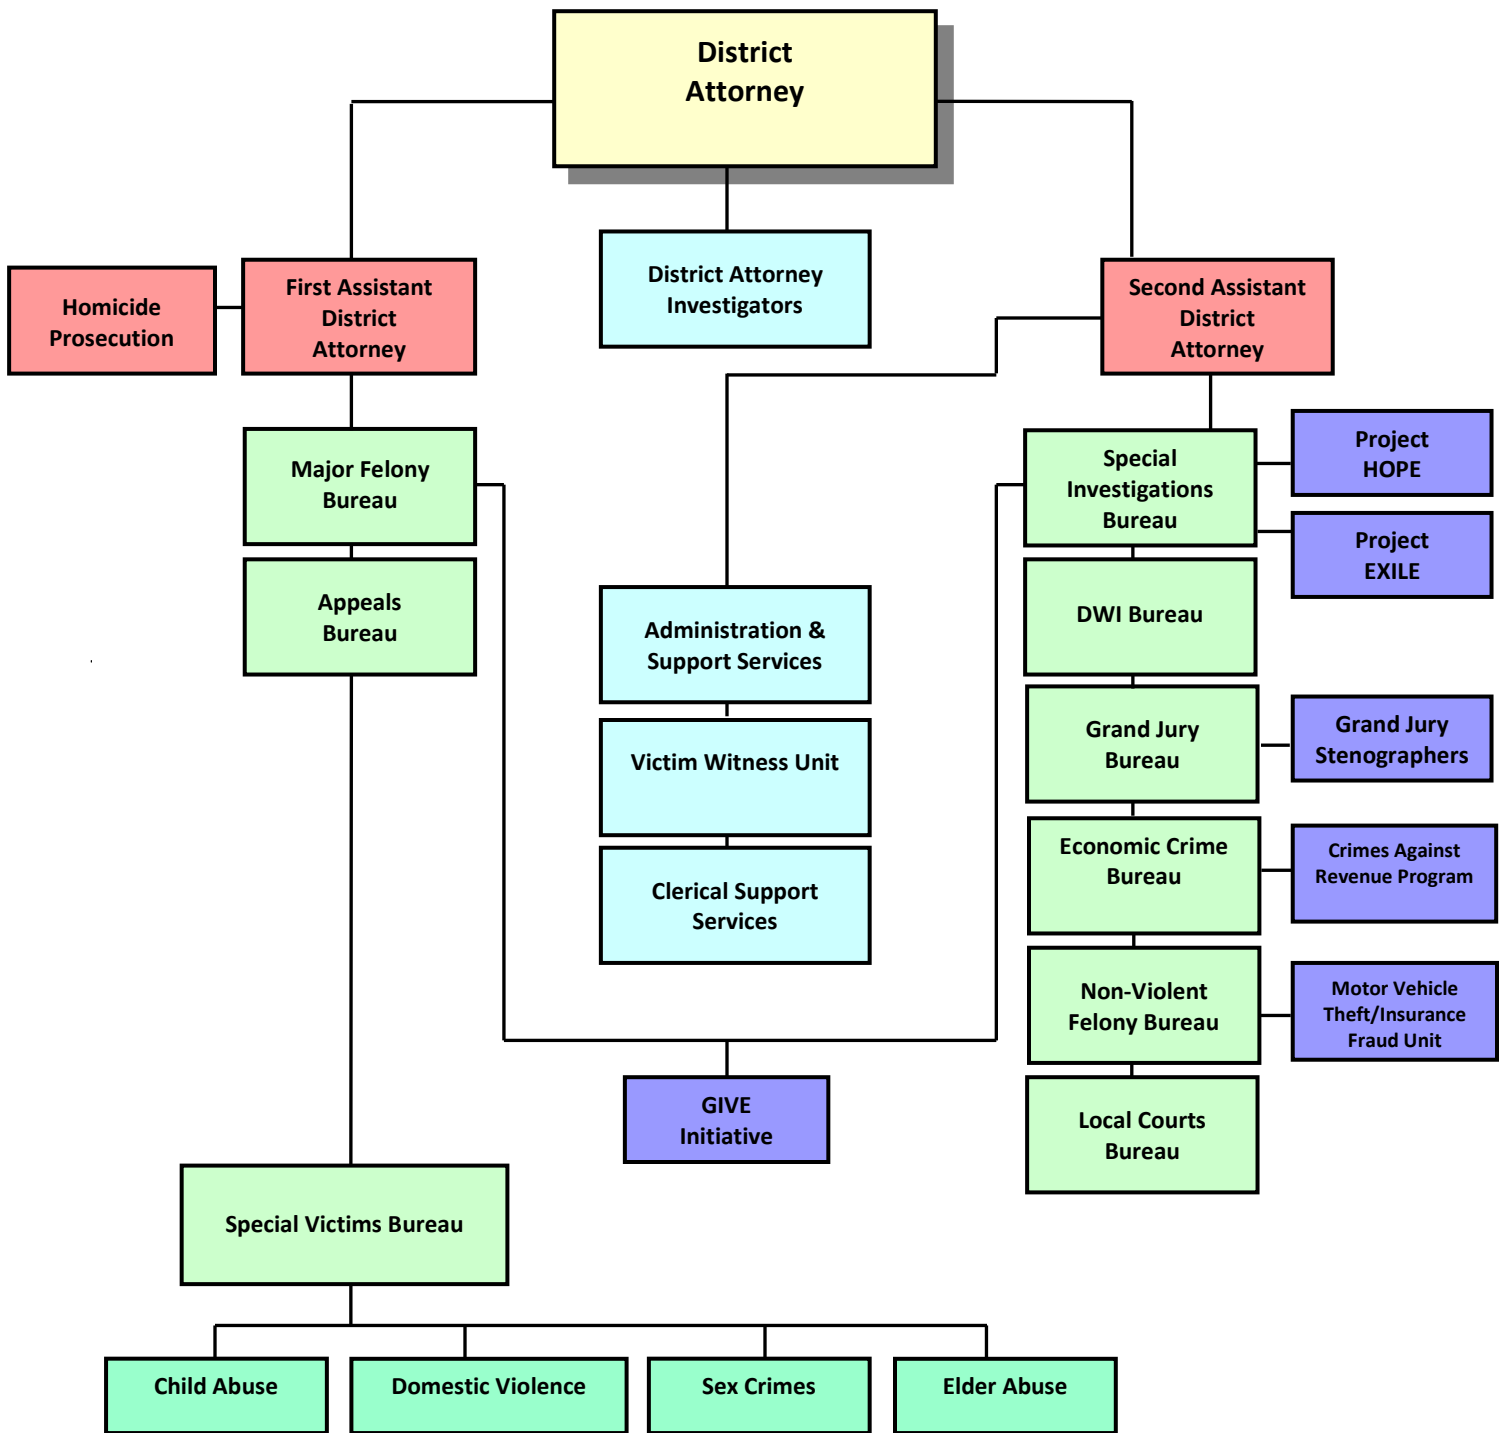 District
Attorney
District Attorney
Investigators
Homicide
Prosecution
First Assistant
District
Attorney
Second Assistant
District
Attorney
Major Felony
Bureau
Appeals
Bureau
Special
Investigations
Bureau
Project
HOPE
Project
EXILE
DWI Bureau
Administration &
Support Services
Victim Witness Unit
Clerical Support
Services
Grand Jury
Bureau
Grand Jury
Stenographers
Economic Crime
Bureau
Crimes Against
Revenue Program
Non-Violent
Felony Bureau
Motor Vehicle
Theft/Insurance
Fraud Unit
GIVE
Initiative
Local Courts
Bureau
Special Victims Bureau
Child Abuse
Domestic Violence
Sex Crimes
Elder Abuse